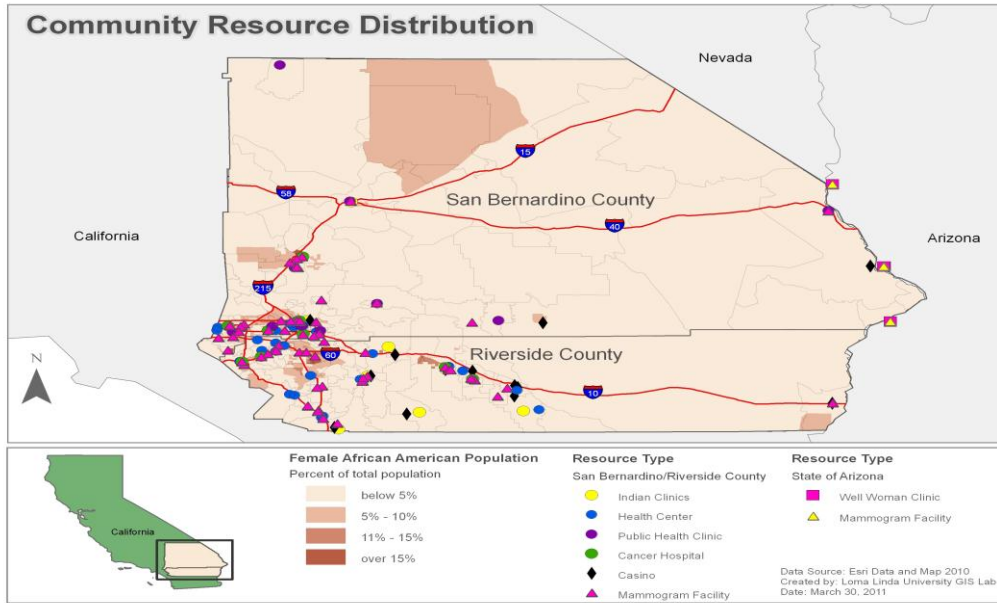 Community Resource Distribution
Nevada
15
58
San Bernardino County
40
California
Arizona
215
N
60
Riverside County
10
California
Female African American Population
Percent of total population
below 5%
5% - 10%
11% - 15%
over 15%
Resource Type
San Bernardino/Riverside County
Indian Clinics
Health Center
Public Health Clinic
Cancer Hospital
Casino
Mammogram Facility
Resource Type
State of Arizona
Well Woman Clinic
Mammogram Facility
Data Source: Esri Data and Map 2010
Created by: Loma Linda University GIS Lab
Date: March 30, 2011